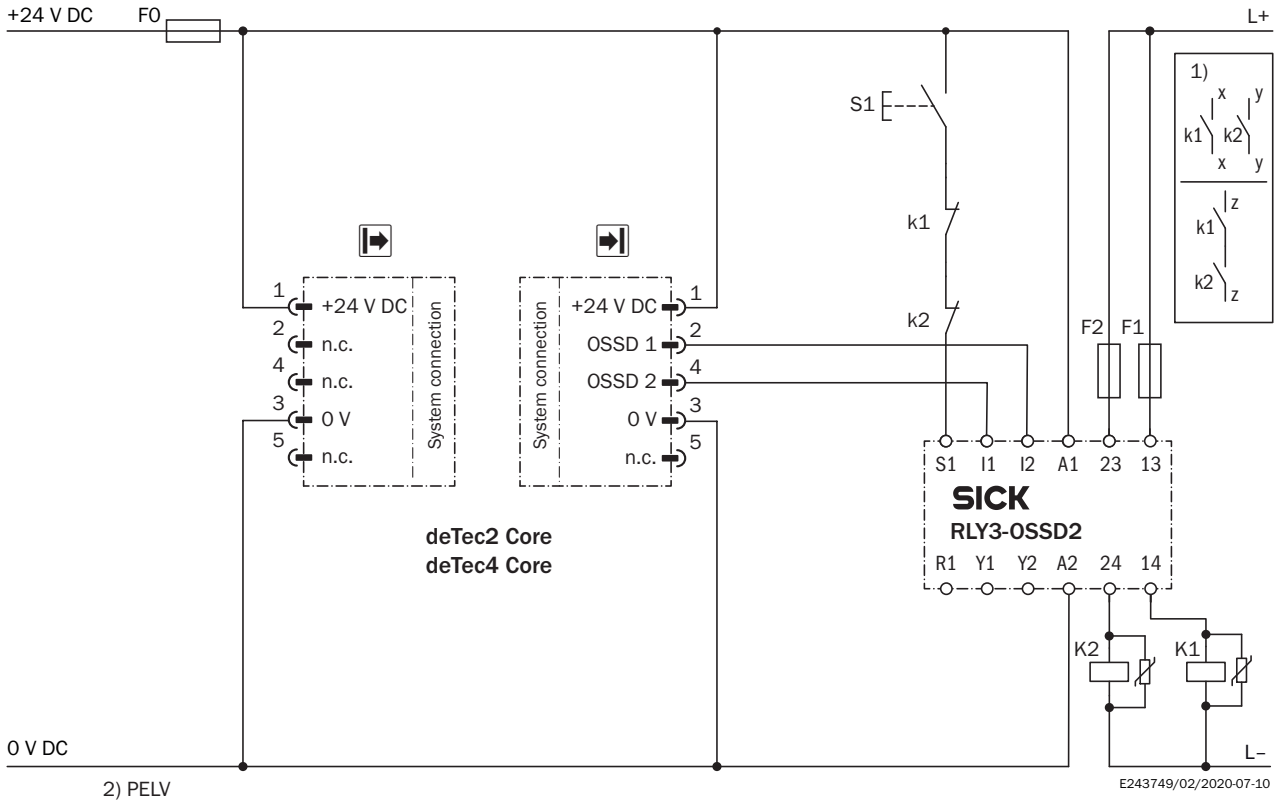 +24 V DC
F0
L+
1)
x
y
k1
k2
x
y
z
k1
k2
z
S1
k1
k2
F2
F1
1
+24 V DC
2
n.c.
4
n.c.
3
0 V
5
n.c.
System connection
System connection
+24 V DC
1
OSSD 1
2
OSSD 2
4
0 V
3
n.c.
5
deTec2 Core
deTec4 Core
S1 I1 I2 A1 23 13
SICK
RLY3-OSSD2
R1 Y1 Y2 A2 24 14
K2
K1
0 V DC
L–
2) PELV
E243749/02/2020-07-10